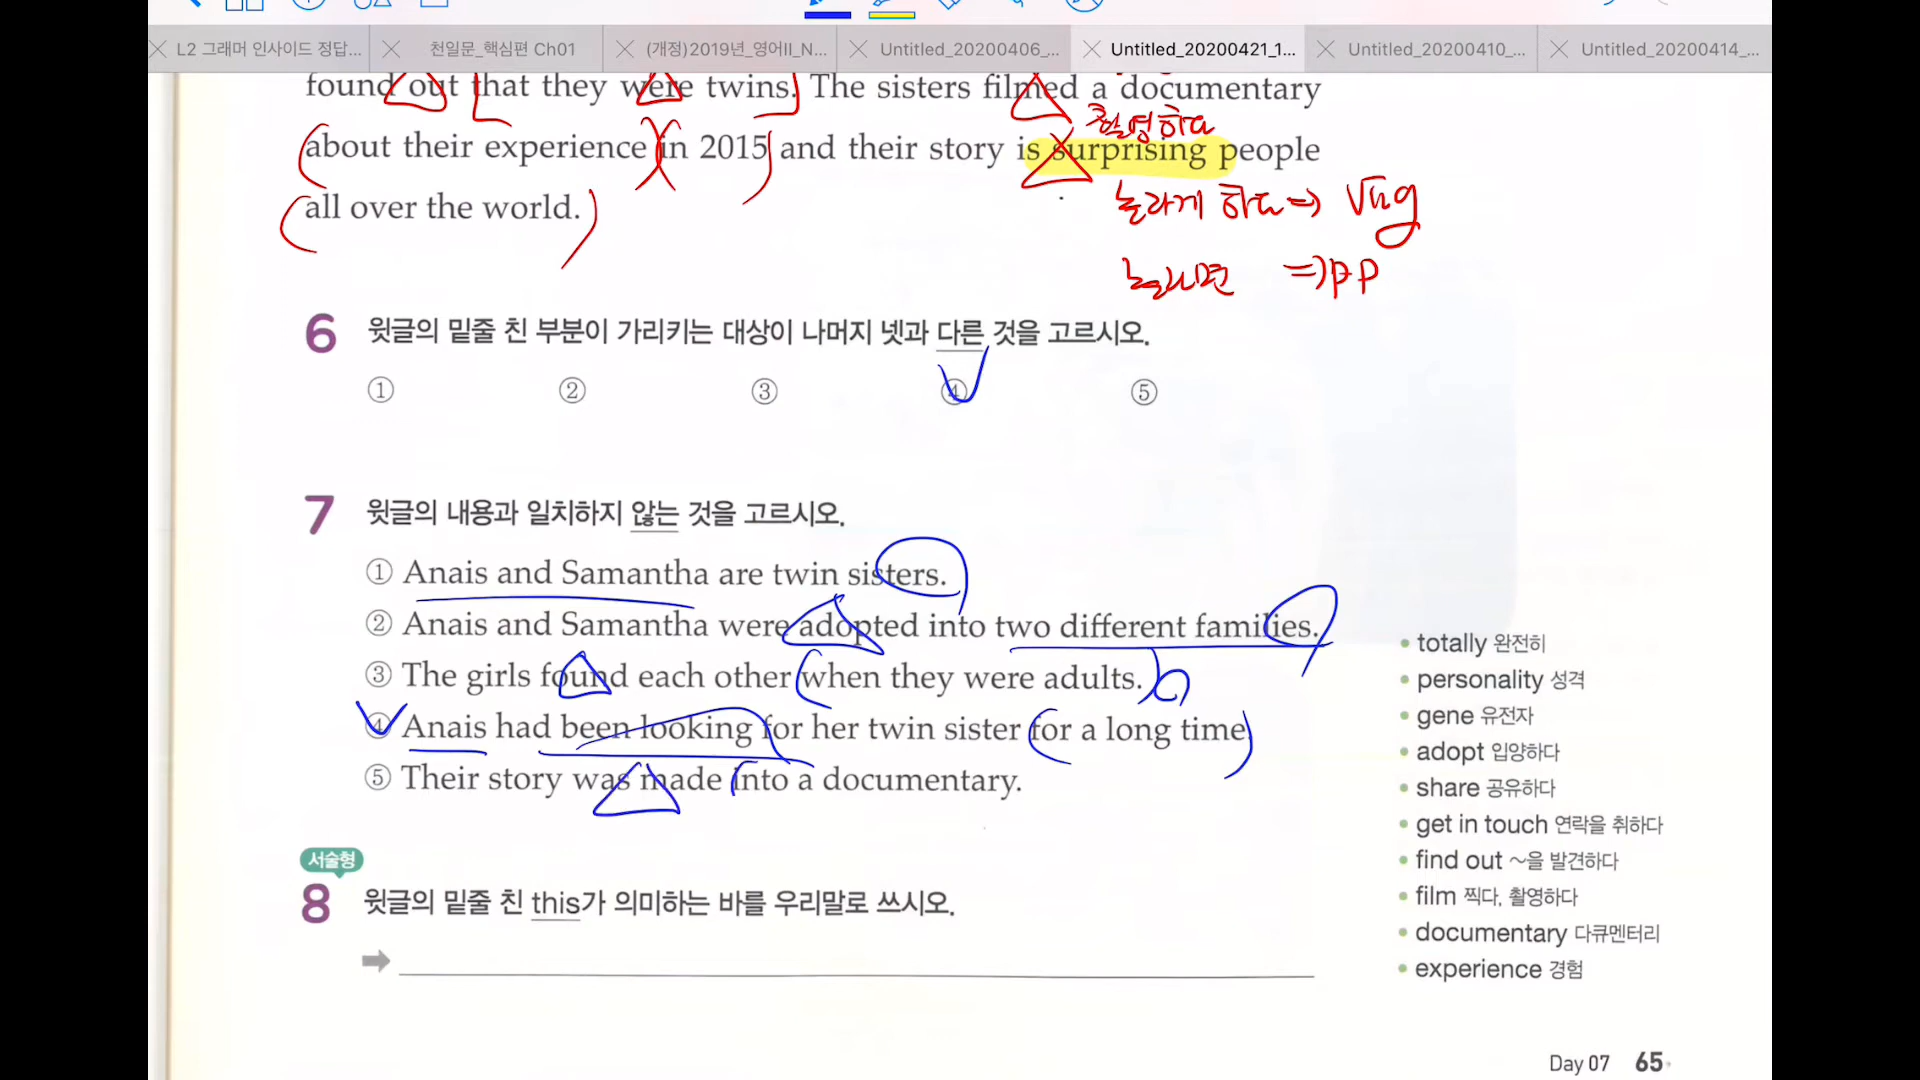 L2 그래머 인사이드 정답... 천일문_핵심편 Ch01 (개정)2019년_영어II_N... Untitled_20200406_... Untitled_20200421_1... Untitled_20200410_... Untitled_20200414_...
found out that they were twins. The sisters filmed a documentary
촬영하다
about their experience in 2015 and their story is surprising people
놀라게 하다 => Ving
all over the world.
놀라면 => PP
6 윗글의 밑줄 친 부분이 가리키는 대상이 나머지 넷과 다른 것을 고르시오.
① ② ③ ④ ⑤
7 윗글의 내용과 일치하지 않는 것을 고르시오.
① Anais and Samantha are twin sisters.
② Anais and Samantha were adopted into two different families.
③ The girls found each other when they were adults.
④ Anais had been looking for her twin sister for a long time.
⑤ Their story was made into a documentary.
서술형
8 윗글의 밑줄 친 this가 의미하는 바를 우리말로 쓰시오.
➡
• totally 완전히
• personality 성격
• gene 유전자
• adopt 입양하다
• share 공유하다
• get in touch 연락을 취하다
• find out ~을 발견하다
• film 찍다, 촬영하다
• documentary 다큐멘터리
• experience 경험
Day 07 65